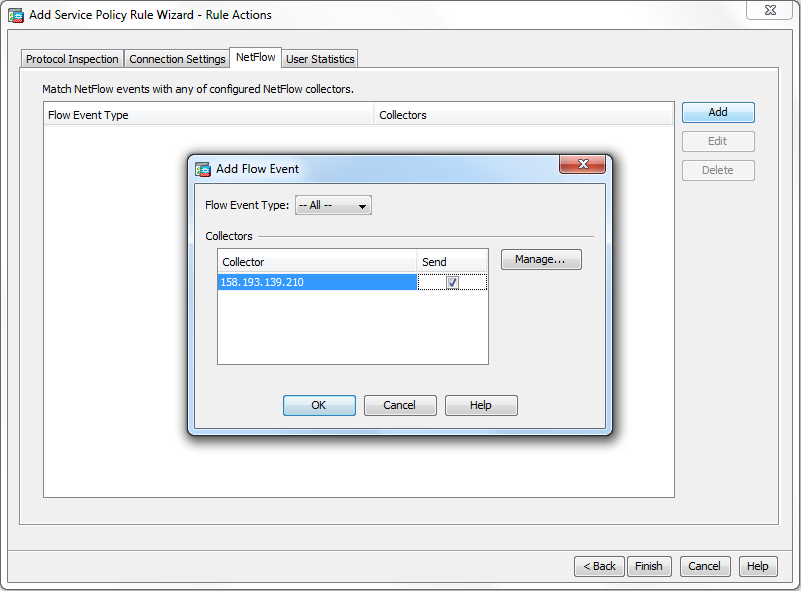 Add Service Policy Rule Wizard - Rule Actions
Protocol Inspection Connection Settings NetFlow User Statistics
Match NetFlow events with any of configured NetFlow collectors.
Flow Event Type Collectors
Add
Edit
Delete
Add Flow Event
Flow Event Type: -- All --
Collectors
Collector Send
Manage...
158.193.139.210
OK Cancel Help
< Back Finish Cancel Help